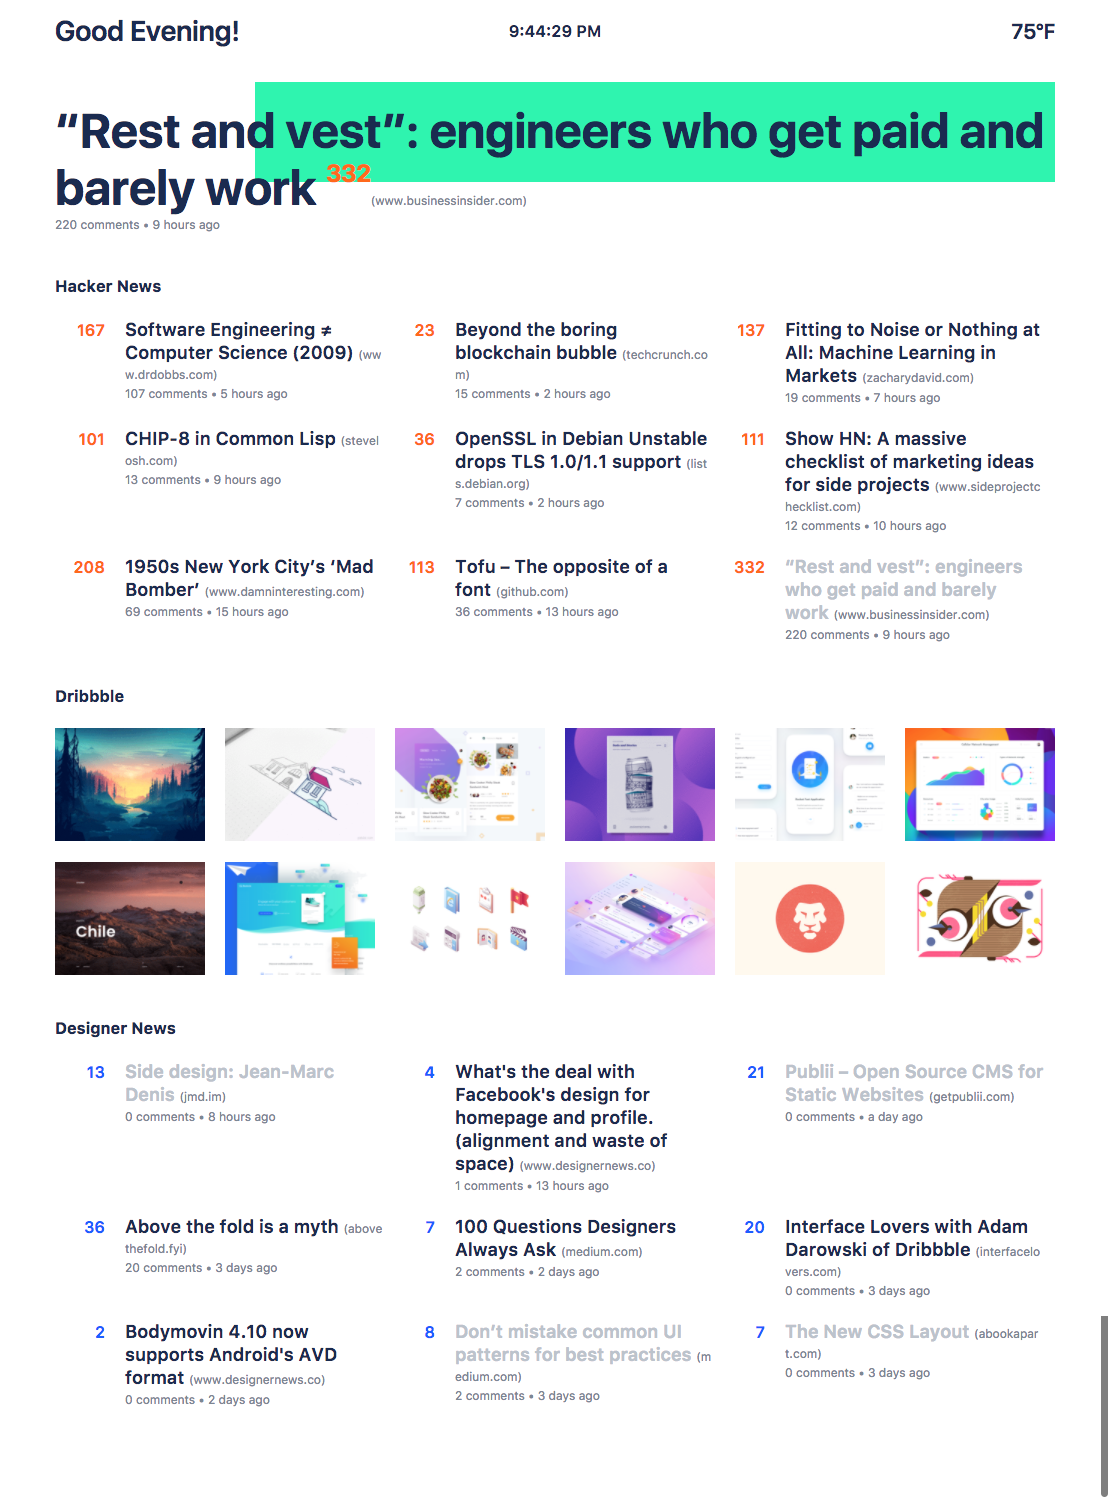 Good Evening!
9:44:29 PM
75°F
“Rest and vest”: engineers who get paid and
barely work 332
(www.businessinsider.com)
220 comments • 9 hours ago
Hacker News
167
Software Engineering ≠
Computer Science (2009) (ww
w.drdobbs.com)
107 comments • 5 hours ago
23
Beyond the boring
blockchain bubble (techcrunch.co
m)
15 comments • 2 hours ago
137
Fitting to Noise or Nothing at
All: Machine Learning in
Markets (zacharydavid.com)
19 comments • 7 hours ago
101
CHIP-8 in Common Lisp (stevel
osh.com)
13 comments • 9 hours ago
36
OpenSSL in Debian Unstable
drops TLS 1.0/1.1 support (list
s.debian.org)
7 comments • 2 hours ago
111
Show HN: A massive
checklist of marketing ideas
for side projects (www.sideprojectc
hecklist.com)
12 comments • 10 hours ago
208
1950s New York City’s ‘Mad
Bomber’ (www.damninteresting.com)
69 comments • 15 hours ago
113
Tofu – The opposite of a
font (github.com)
36 comments • 13 hours ago
332
“Rest and vest”: engineers
who get paid and barely
work (www.businessinsider.com)
220 comments • 9 hours ago
Dribbble
Chile
Designer News
13
Side design: Jean-Marc
Denis (jmd.im)
0 comments • 8 hours ago
4
What's the deal with
Facebook's design for
homepage and profile.
(alignment and waste of
space) (www.designernews.co)
1 comments • 13 hours ago
21
Publii – Open Source CMS for
Static Websites (getpublii.com)
0 comments • a day ago
36
Above the fold is a myth (above
thefold.fyi)
20 comments • 3 days ago
7
100 Questions Designers
Always Ask (medium.com)
2 comments • 2 days ago
20
Interface Lovers with Adam
Darowski of Dribbble (interfacelo
vers.com)
0 comments • 3 days ago
2
Bodymovin 4.10 now
supports Android's AVD
format (www.designernews.co)
0 comments • 2 days ago
8
Don’t mistake common UI
patterns for best practices (m
edium.com)
2 comments • 3 days ago
7
The New CSS Layout (abookapar
t.com)
0 comments • 3 days ago